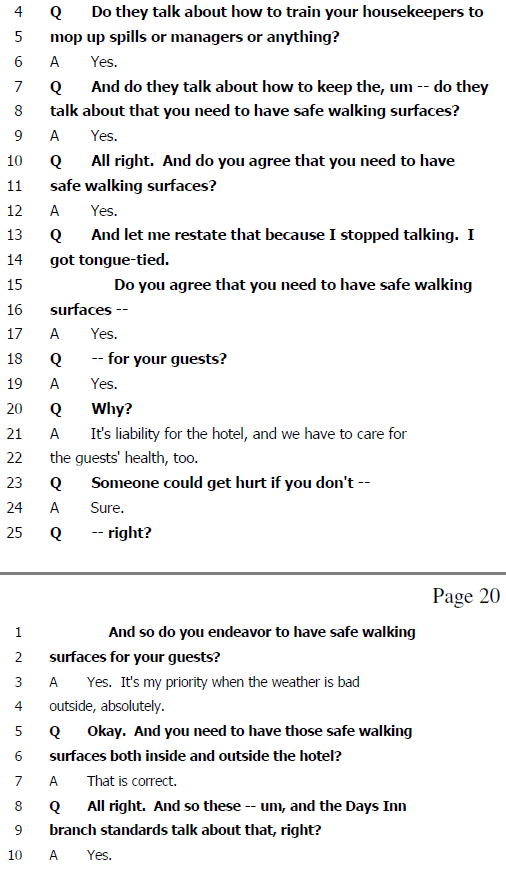 4 Q Do they talk about how to train your housekeepers to
5 mop up spills or managers or anything?
6 A Yes.
7 Q And do they talk about how to keep the, um -- do they
8 talk about that you need to have safe walking surfaces?
9 A Yes.
10 Q All right. And do you agree that you need to have
11 safe walking surfaces?
12 A Yes.
13 Q And let me restate that because I stopped talking. I
14 got tongue-tied.
15 Do you agree that you need to have safe walking
16 surfaces --
17 A Yes.
18 Q -- for your guests?
19 A Yes.
20 Q Why?
21 A It's liability for the hotel, and we have to care for
22 the guests' health, too.
23 Q Someone could get hurt if you don't --
24 A Sure.
25 Q -- right?
Page 20
1 And so do you endeavor to have safe walking
2 surfaces for your guests?
3 A Yes. It's my priority when the weather is bad
4 outside, absolutely.
5 Q Okay. And you need to have those safe walking
6 surfaces both inside and outside the hotel?
7 A That is correct.
8 Q All right. And so these -- um, and the Days Inn
9 branch standards talk about that, right?
10 A Yes.